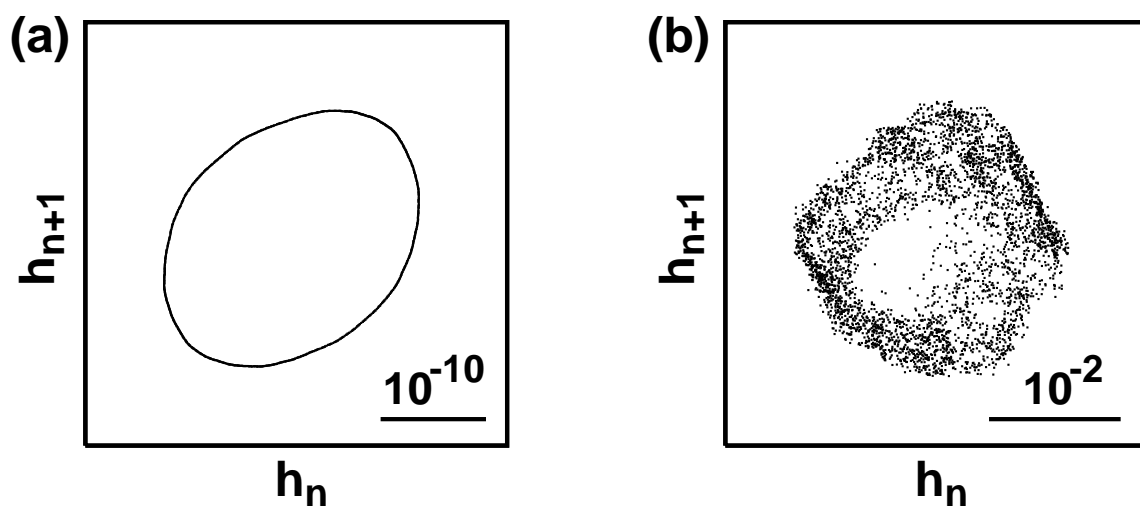 (a)
h_{n+1}
10^{-10}
h_n
(b)
h_{n+1}
10^{-2}
h_n